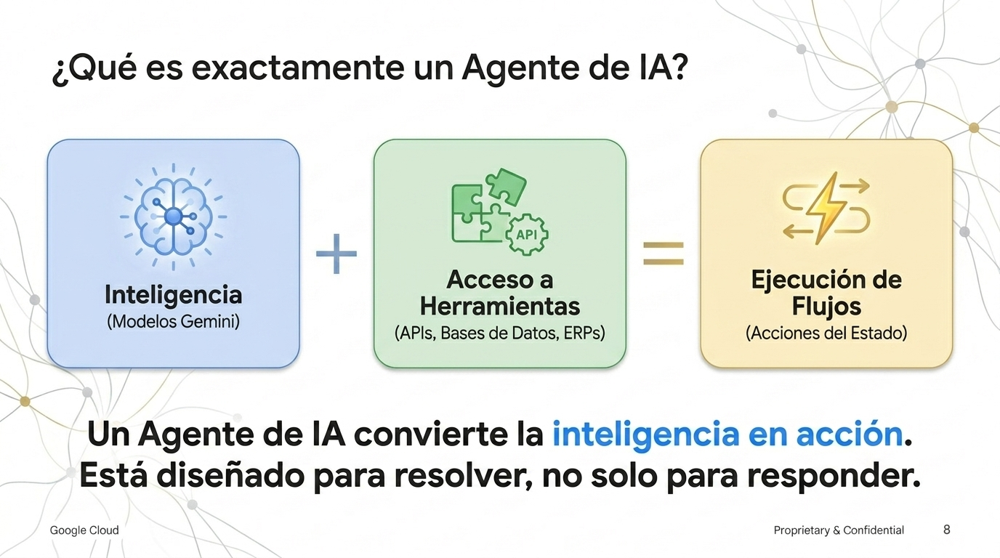 ¿Qué es exactamente un Agente de IA?
Inteligencia
(Modelos Gemini)
+
API
Acceso a
Herramientas
(APIs, Bases de Datos, ERPs)
=
Ejecución de
Flujos
(Acciones del Estado)
Un Agente de IA convierte la inteligencia en acción.
Está diseñado para resolver, no solo para responder.
Google Cloud
Proprietary & Confidential
8